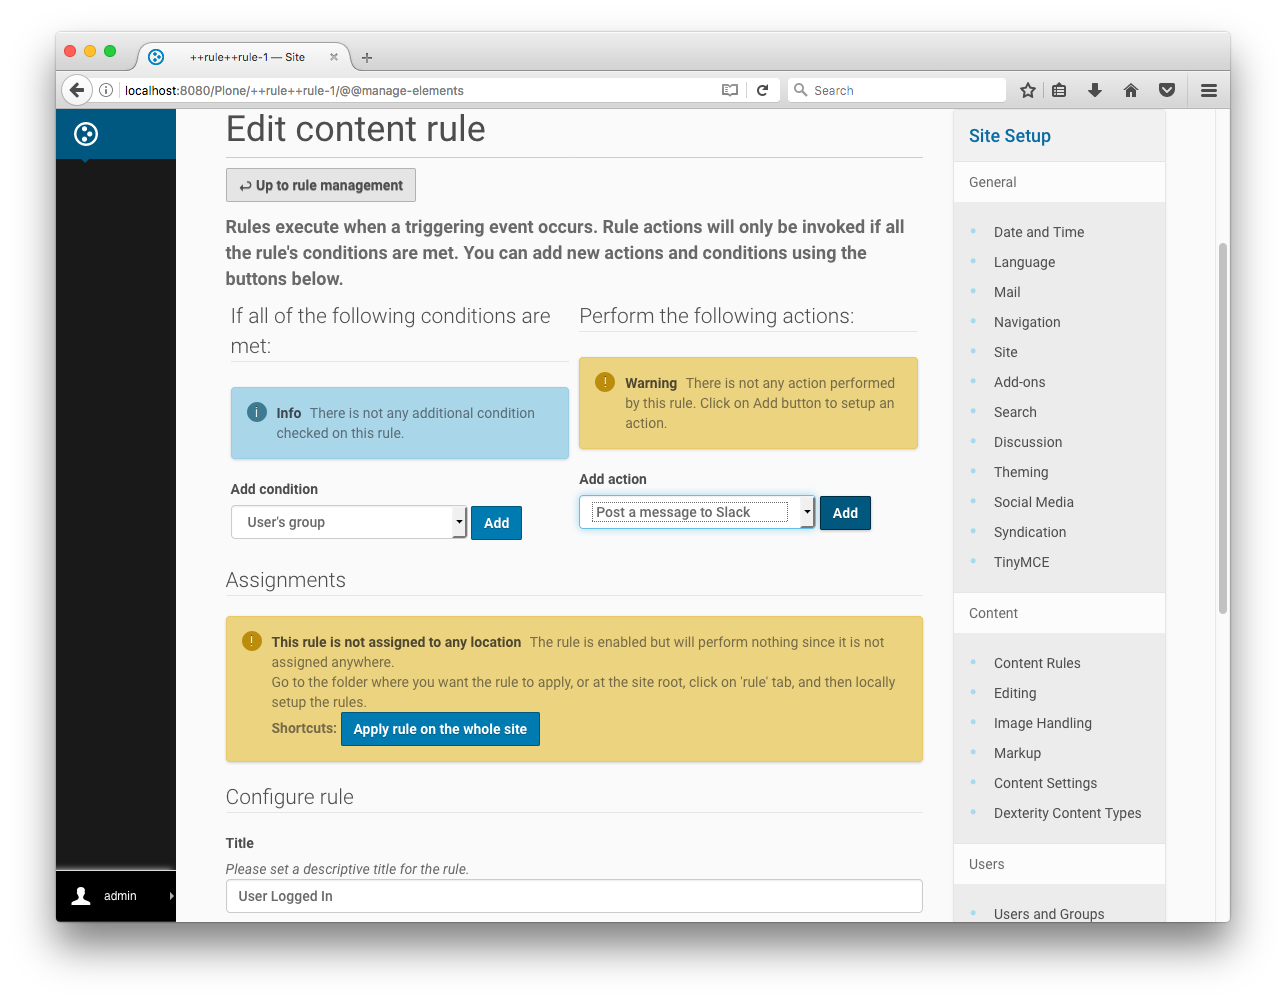 ++rule++rule-1 — Site
localhost:8080/Plone/++rule++rule-1/@@manage-elements
Search
Edit content rule
Up to rule management
Rules execute when a triggering event occurs. Rule actions will only be invoked if all
the rule's conditions are met. You can add new actions and conditions using the
buttons below.
If all of the following conditions are
met:
Info There is not any additional condition
checked on this rule.
Add condition
User's group
Add
Perform the following actions:
Warning There is not any action performed
by this rule. Click on Add button to setup an
action.
Add action
Post a message to Slack
Add
Assignments
This rule is not assigned to any location The rule is enabled but will perform nothing since it is not
assigned anywhere.
Go to the folder where you want the rule to apply, or at the site root, click on 'rule' tab, and then locally
setup the rules.
Shortcuts: Apply rule on the whole site
Configure rule
Title
Please set a descriptive title for the rule.
User Logged In
admin
Site Setup
General
Date and Time
Language
Mail
Navigation
Site
Add-ons
Search
Discussion
Theming
Social Media
Syndication
TinyMCE
Content
Content Rules
Editing
Image Handling
Markup
Content Settings
Dexterity Content Types
Users
Users and Groups